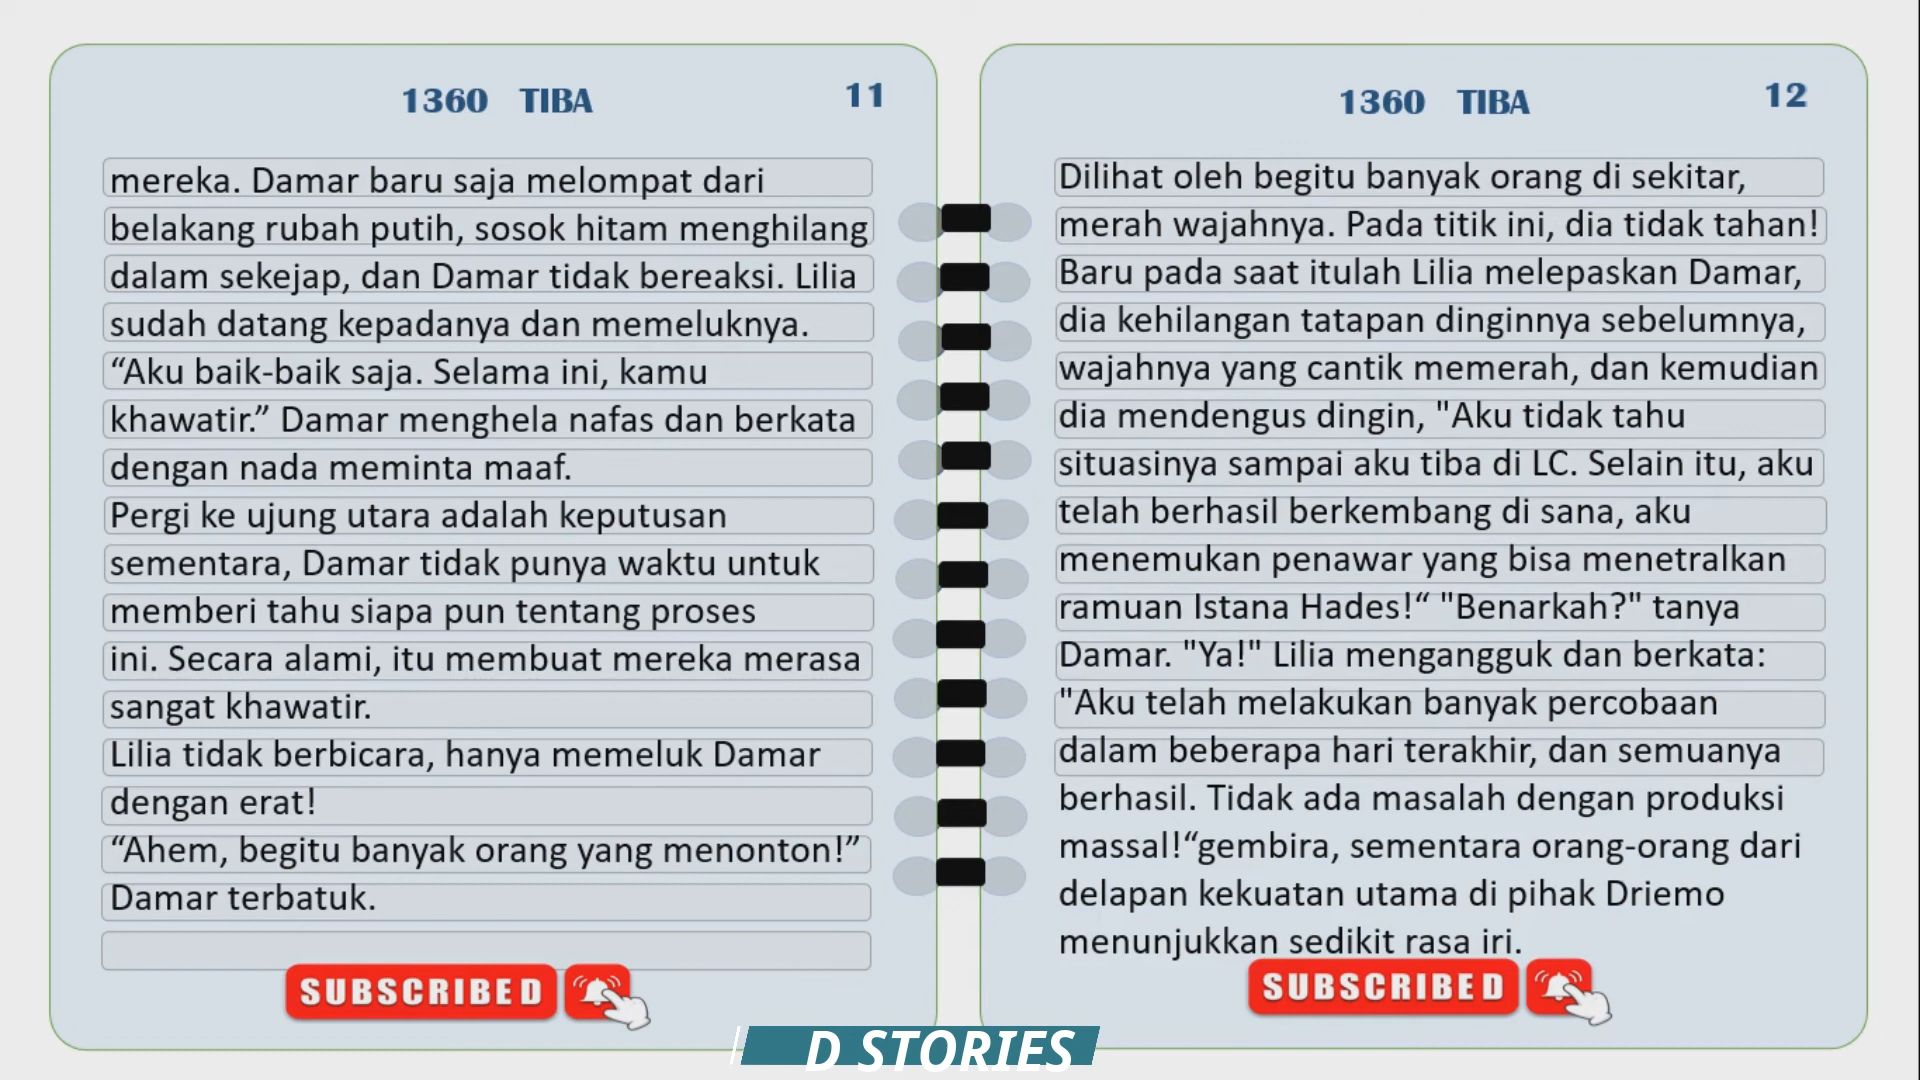 1360 TIBA 11
mereka. Damar baru saja melompat dari
belakang rubah putih, sosok hitam menghilang
dalam sekejap, dan Damar tidak bereaksi. Lilia
sudah datang kepadanya dan memeluknya.
“Aku baik-baik saja. Selama ini, kamu
khawatir.” Damar menghela nafas dan berkata
dengan nada meminta maaf.
Pergi ke ujung utara adalah keputusan
sementara, Damar tidak punya waktu untuk
memberi tahu siapa pun tentang proses
ini. Secara alami, itu membuat mereka merasa
sangat khawatir.
Lilia tidak berbicara, hanya memeluk Damar
dengan erat!
“Ahem, begitu banyak orang yang menonton!”
Damar terbatuk.
SUBSCRIBED
1360 TIBA 12
Dilihat oleh begitu banyak orang di sekitar,
merah wajahnya. Pada titik ini, dia tidak tahan!
Baru pada saat itulah Lilia melepaskan Damar,
dia kehilangan tatapan dinginnya sebelumnya,
wajahnya yang cantik memerah, dan kemudian
dia mendengus dingin, "Aku tidak tahu
situasinya sampai aku tiba di LC. Selain itu, aku
telah berhasil berkembang di sana, aku
menemukan penawar yang bisa menetralkan
ramuan Istana Hades!“ "Benarkah?" tanya
Damar. "Ya!" Lilia mengangguk dan berkata:
"Aku telah melakukan banyak percobaan
dalam beberapa hari terakhir, dan semuanya
berhasil. Tidak ada masalah dengan produksi
massal!“gembira, sementara orang-orang dari
delapan kekuatan utama di pihak Driemo
menunjukkan sedikit rasa iri.
SUBSCRIBED
D STORIES